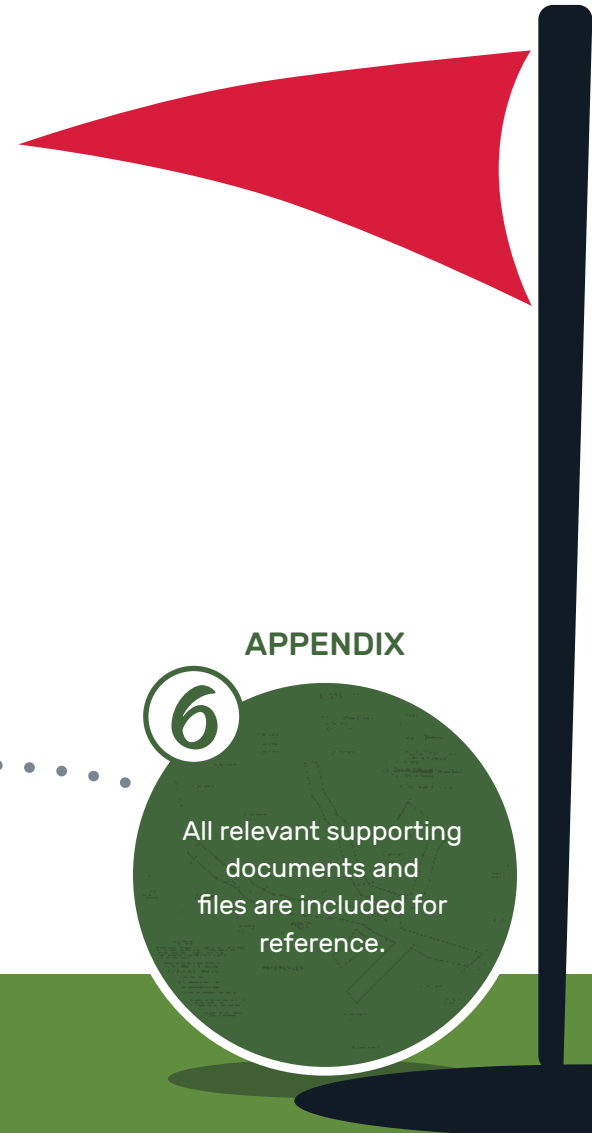 APPENDIX
6
All relevant supporting
documents and
files are included for
reference.